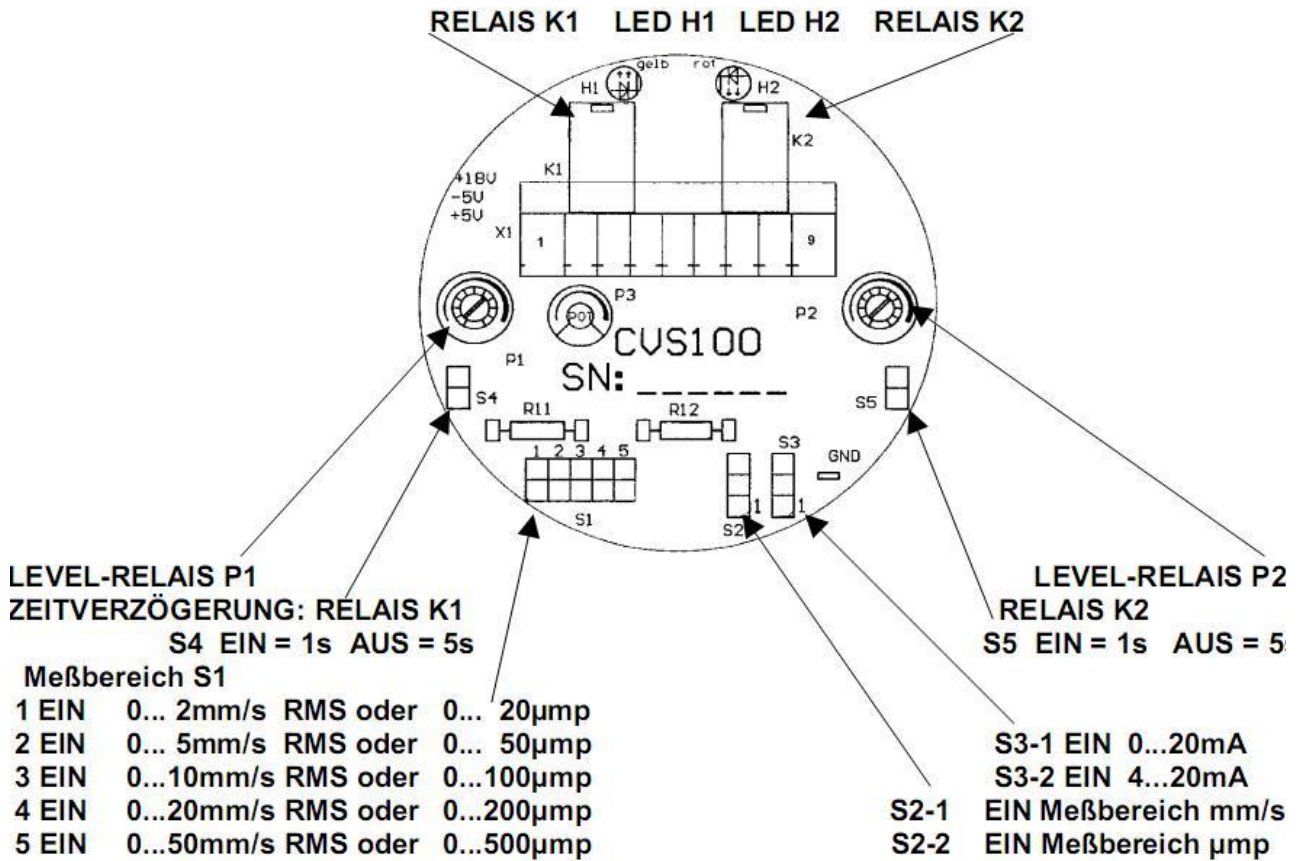 RELAIS K1 LED H1 LED H2 RELAIS K2
gelb rot
H1 H2
K2
K1
+18V
-5V
+5V
X1 1 9
P3
POT
P2
CVS100
P1
SN: _ _ _ _ _ _
S4 S5
R11 R12
1 2 3 4 5
S3
GND
1 1
S1 S2
LEVEL-RELAIS P1 LEVEL-RELAIS P2
ZEITVERZÖGERUNG: RELAIS K1 RELAIS K2
S4 EIN = 1s AUS = 5s S5 EIN = 1s AUS = 5
Meßbereich S1
1 EIN 0... 2mm/s RMS oder 0... 20µmp
2 EIN 0... 5mm/s RMS oder 0... 50µmp
3 EIN 0...10mm/s RMS oder 0...100µmp
4 EIN 0...20mm/s RMS oder 0...200µmp
5 EIN 0...50mm/s RMS oder 0...500µmp
S3-1 EIN 0...20mA
S3-2 EIN 4...20mA
S2-1 EIN Meßbereich mm/s
S2-2 EIN Meßbereich µmp